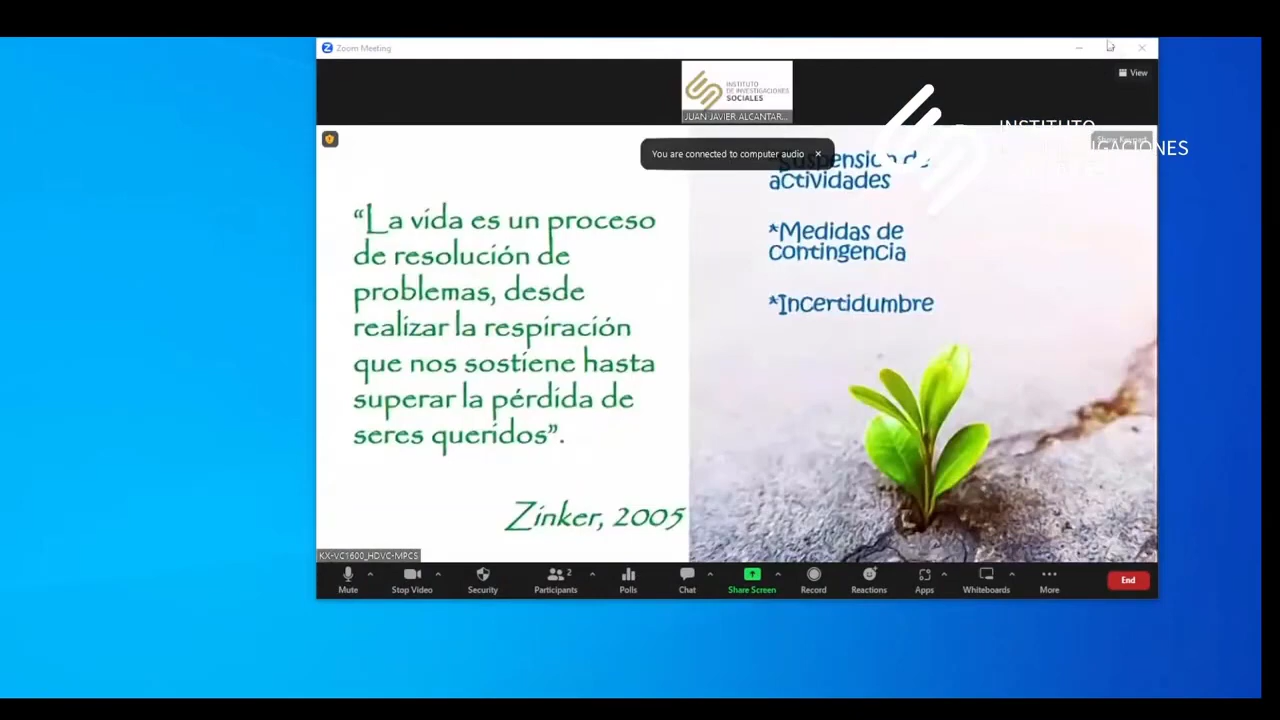 Zoom Meeting
View
INSTITUTO
DE INVESTIGACIONES
SOCIALES
JUAN JAVIER ALCANTAR...
INSTITUTO
You are connected to computer audio
"La vida es un proceso
de resolución de
problemas, desde
realizar la respiración
que nos sostiene hasta
superar la pérdida de
seres queridos".
Zinker, 2005
*Suspensión de
actividades
*Medidas de
contingencia
*Incertidumbre
KX-VC1600_HDVC-MPCS
Mute
Stop Video
Security
Participants
2
Polls
Chat
Share Screen
Record
Reactions
Apps
Whiteboards
More
End